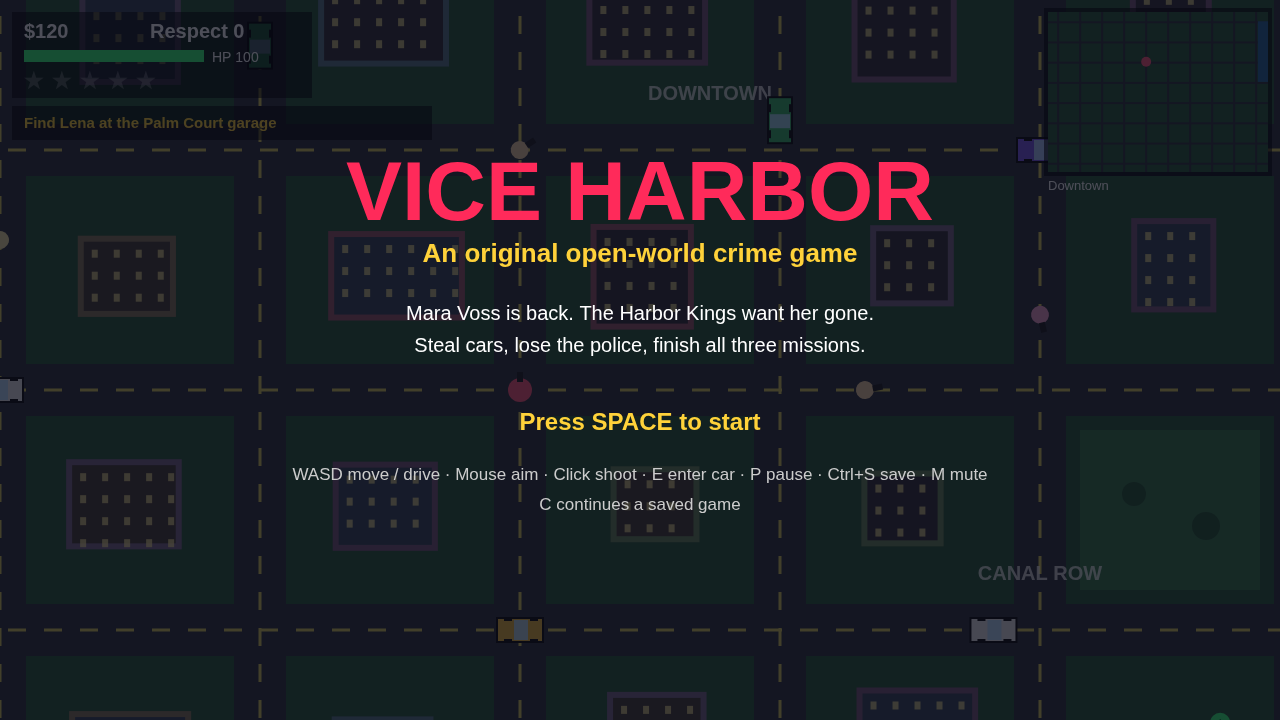 $120 Respect 0
HP 100
Find Lena at the Palm Court garage
DOWNTOWN
Downtown
VICE HARBOR
An original open-world crime game
Mara Voss is back. The Harbor Kings want her gone.
Steal cars, lose the police, finish all three missions.
Press SPACE to start
WASD move / drive · Mouse aim · Click shoot · E enter car · P pause · Ctrl+S save · M mute
C continues a saved game
CANAL ROW